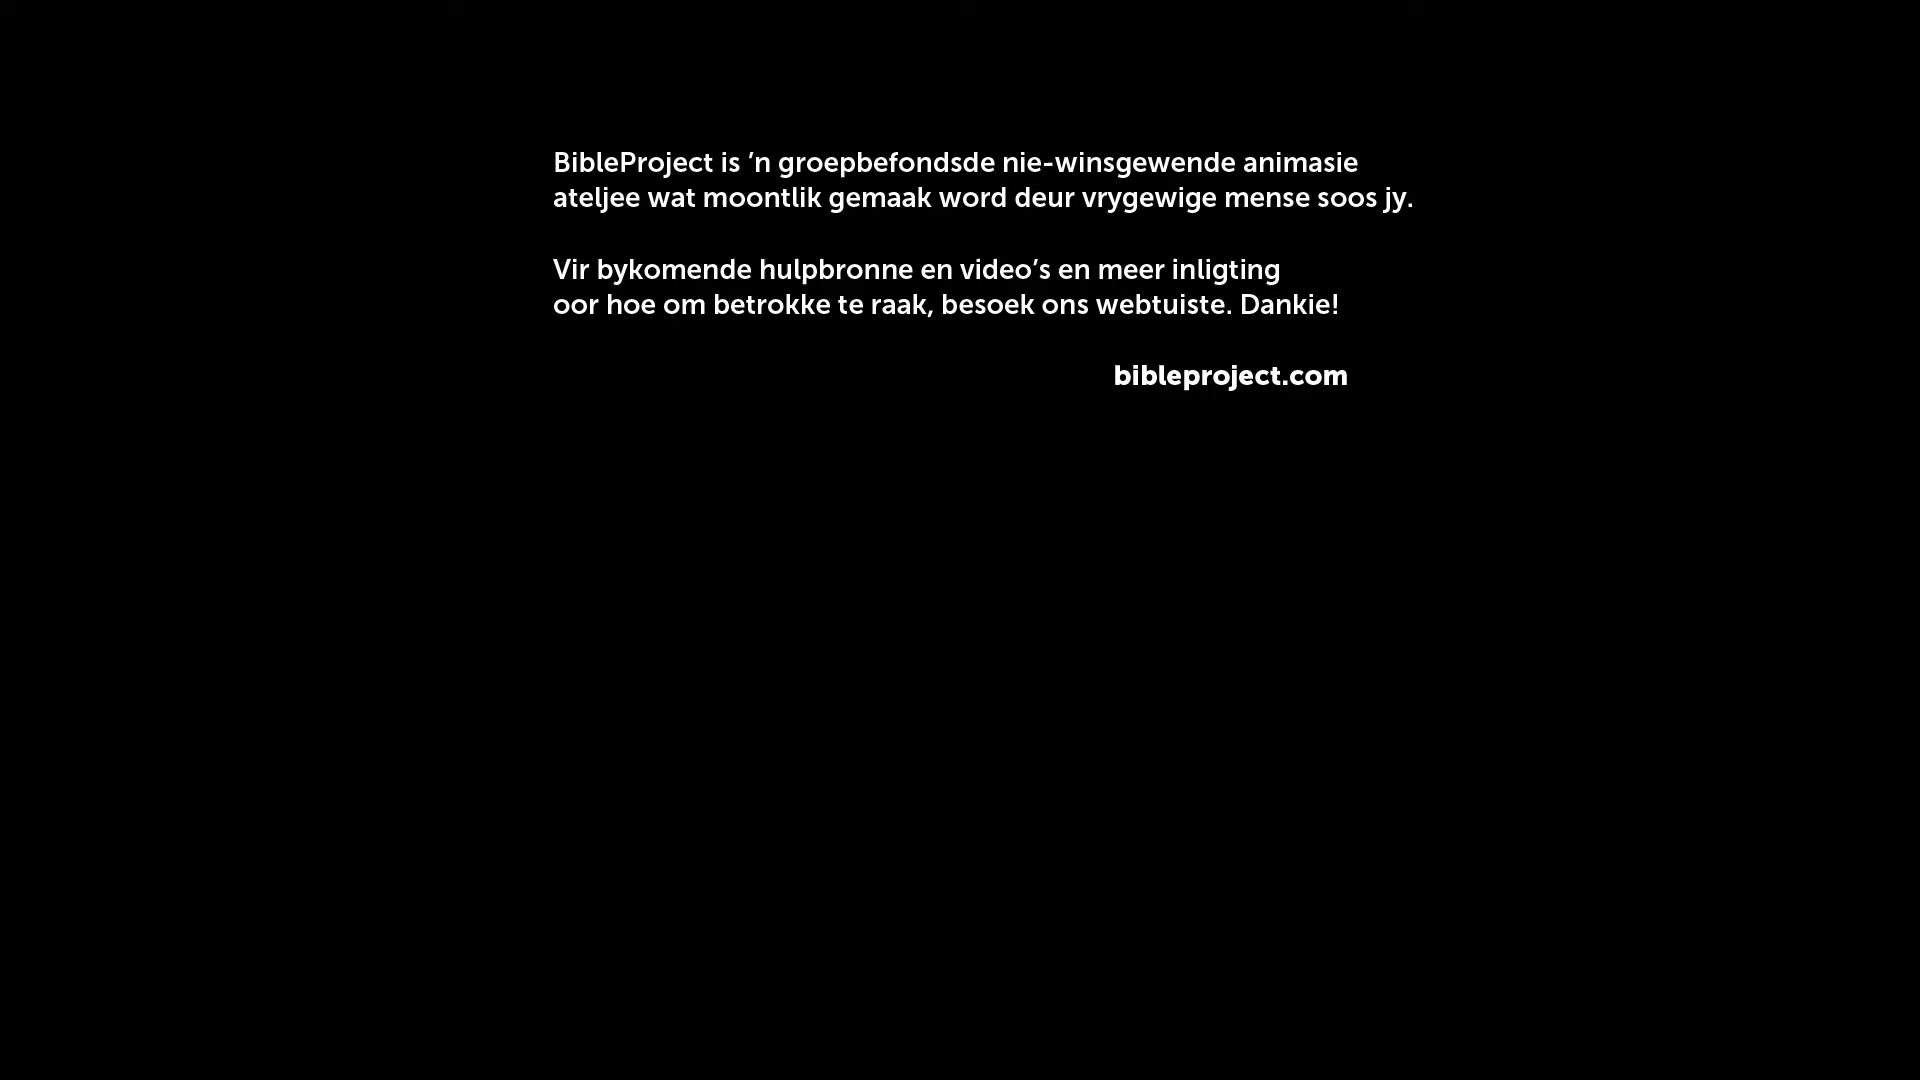 BibleProject is ’n groepbefondsde nie-winsgewende animasie
ateljee wat moontlik gemaak word deur vrygewige mense soos jy.
Vir bykomende hulpbronne en video’s en meer inligting
oor hoe om betrokke te raak, besoek ons webtuiste. Dankie!
bibleproject.com